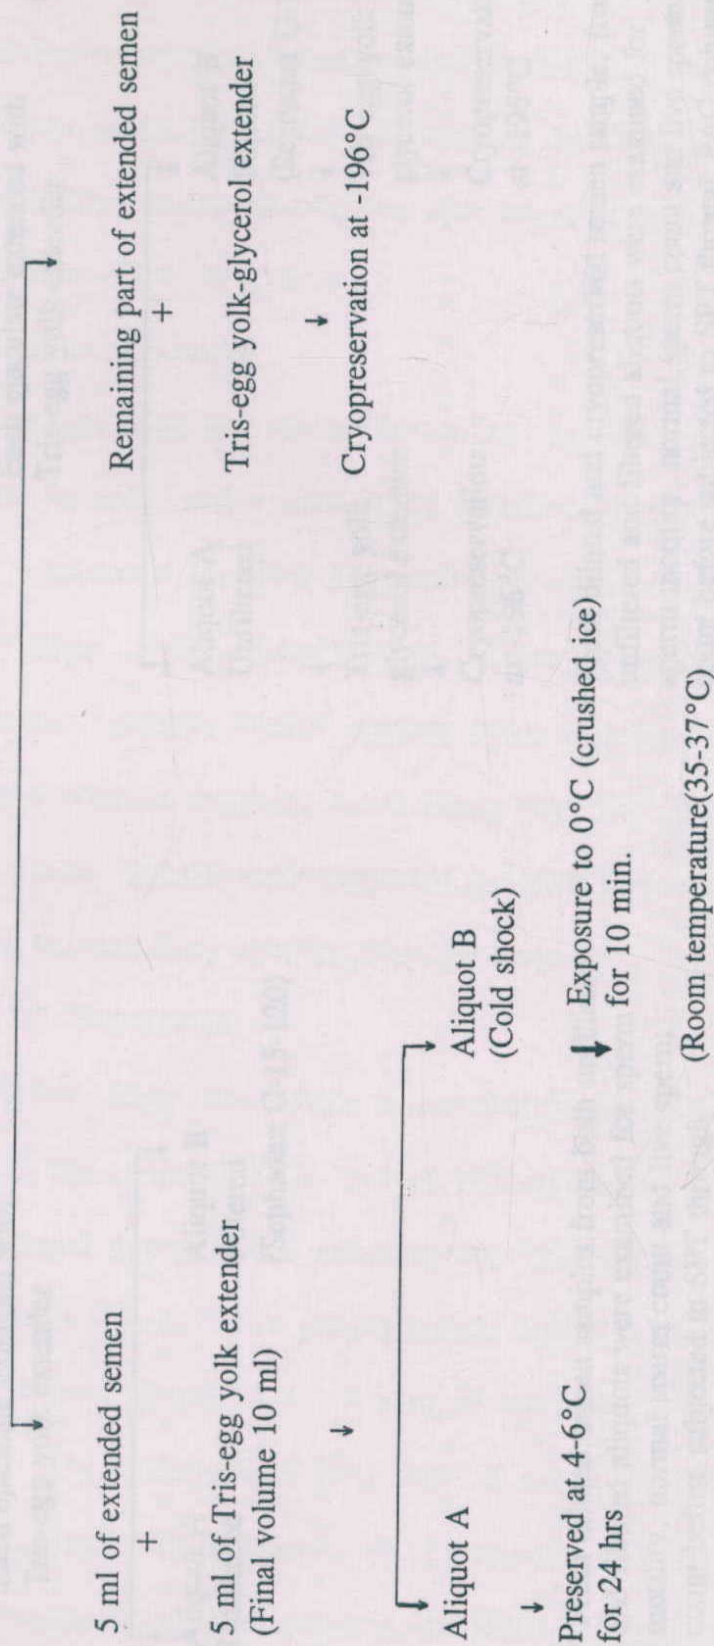 5 ml of extended semen
+
5 ml of Tris-egg yolk extender
(Final volume 10 ml)
Aliquot A
Preserved at 4-6°C
for 24 hrs
Aliquot B
(Cold shock)
Exposure to 0°C (crushed ice)
for 10 min.
(Room temperature(35-37°C)
Remaining part of extended semen
+
Tris-egg yolk-glycerol extender
Cryopreservation at -196°C